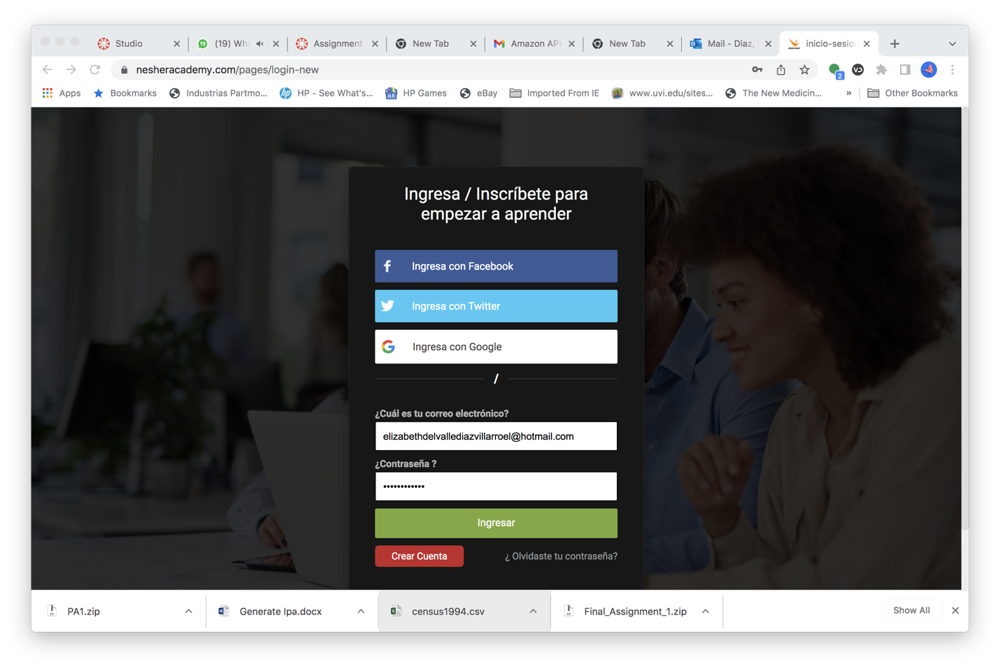 Studio
(19) Wha
Assignment
New Tab
Amazon AP
New Tab
Mail - Diaz,
inicio-sesion
nesheracademy.com/pages/login-new
2
Apps
Bookmarks
Industrias Partmo...
HP - See What's...
HP Games
eBay
Imported From IE
www.uvi.edu/sites...
The New Medicin...
»
Other Bookmarks
Ingresa / Inscríbete para
empezar a aprender
Ingresa con Facebook
Ingresa con Twitter
Ingresa con Google
/
¿Cuál es tu correo electrónico?
elizabethdelvallediazvillarroel@hotmail.com
¿Contraseña ?
••••••••••••
Ingresar
Crear Cuenta
¿ Olvidaste tu contraseña?
PA1.zip
Generate Ipa.docx
census1994.csv
Final_Assignment_1.zip
Show All